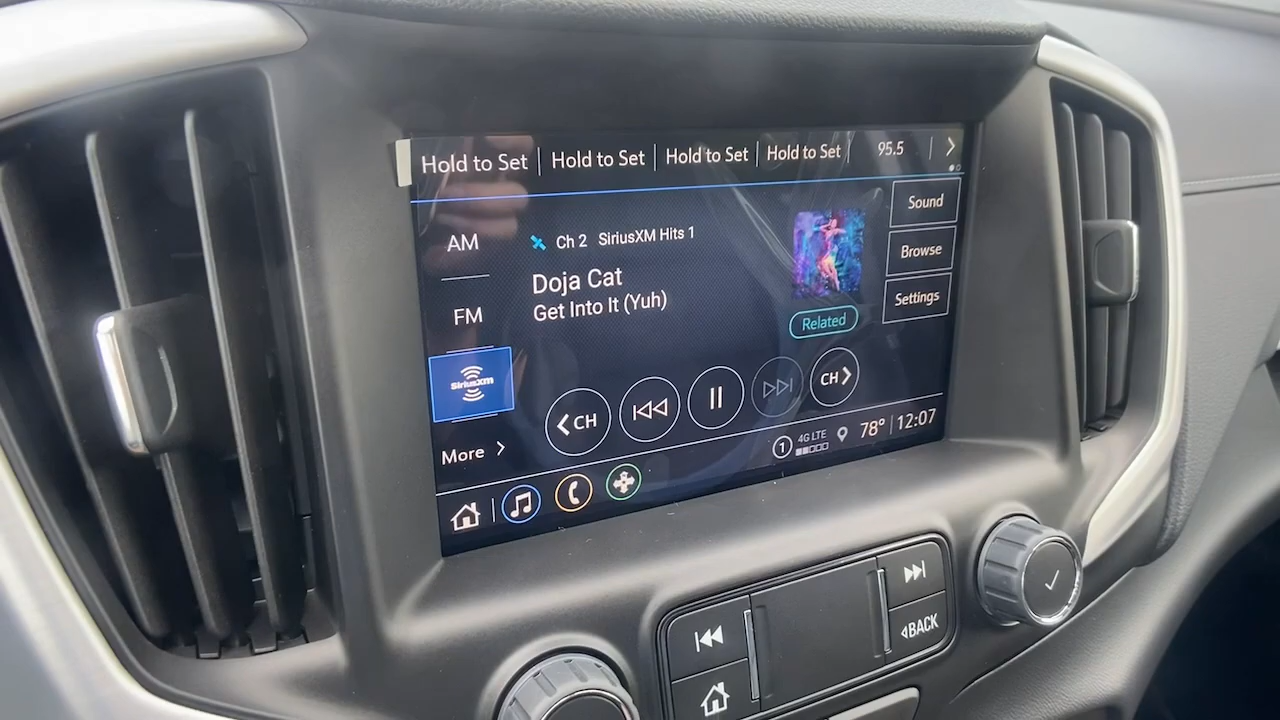 Hold to Set Hold to Set Hold to Set Hold to Set 95.5
AM
FM
SiriusXM
More
Ch 2 SiriusXM Hits 1
Doja Cat
Get Into It (Yuh)
Related
Sound
Browse
Settings
CH
CH
1 4G LTE 78° 12:07
BACK